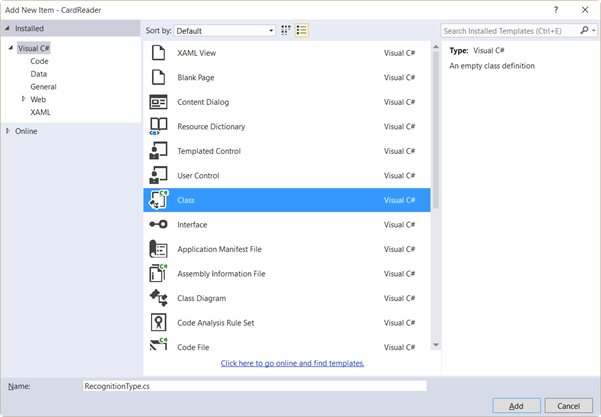 Add New Item - CardReader
?
Installed
Sort by: Default
Search Installed Templates (Ctrl+E)
Visual C#
Code
Data
General
Web
XAML
Online
XAML View Visual C#
Blank Page Visual C#
Content Dialog Visual C#
Resource Dictionary Visual C#
Templated Control Visual C#
User Control Visual C#
Class Visual C#
Interface Visual C#
Application Manifest File Visual C#
Assembly Information File Visual C#
Class Diagram Visual C#
Code Analysis Rule Set Visual C#
Code File Visual C#
Click here to go online and find templates.
Type: Visual C#
An empty class definition
Name: RecognitionType.cs
Add Cancel